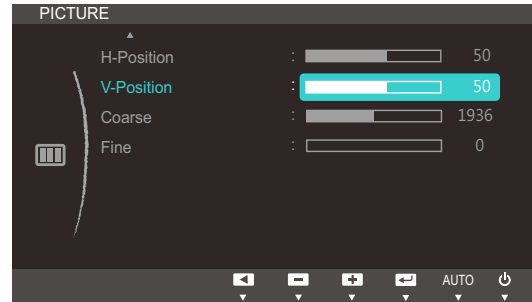 PICTURE
H-Position : 50
V-Position : 50
Coarse : 1936
Fine : 0
AUTO